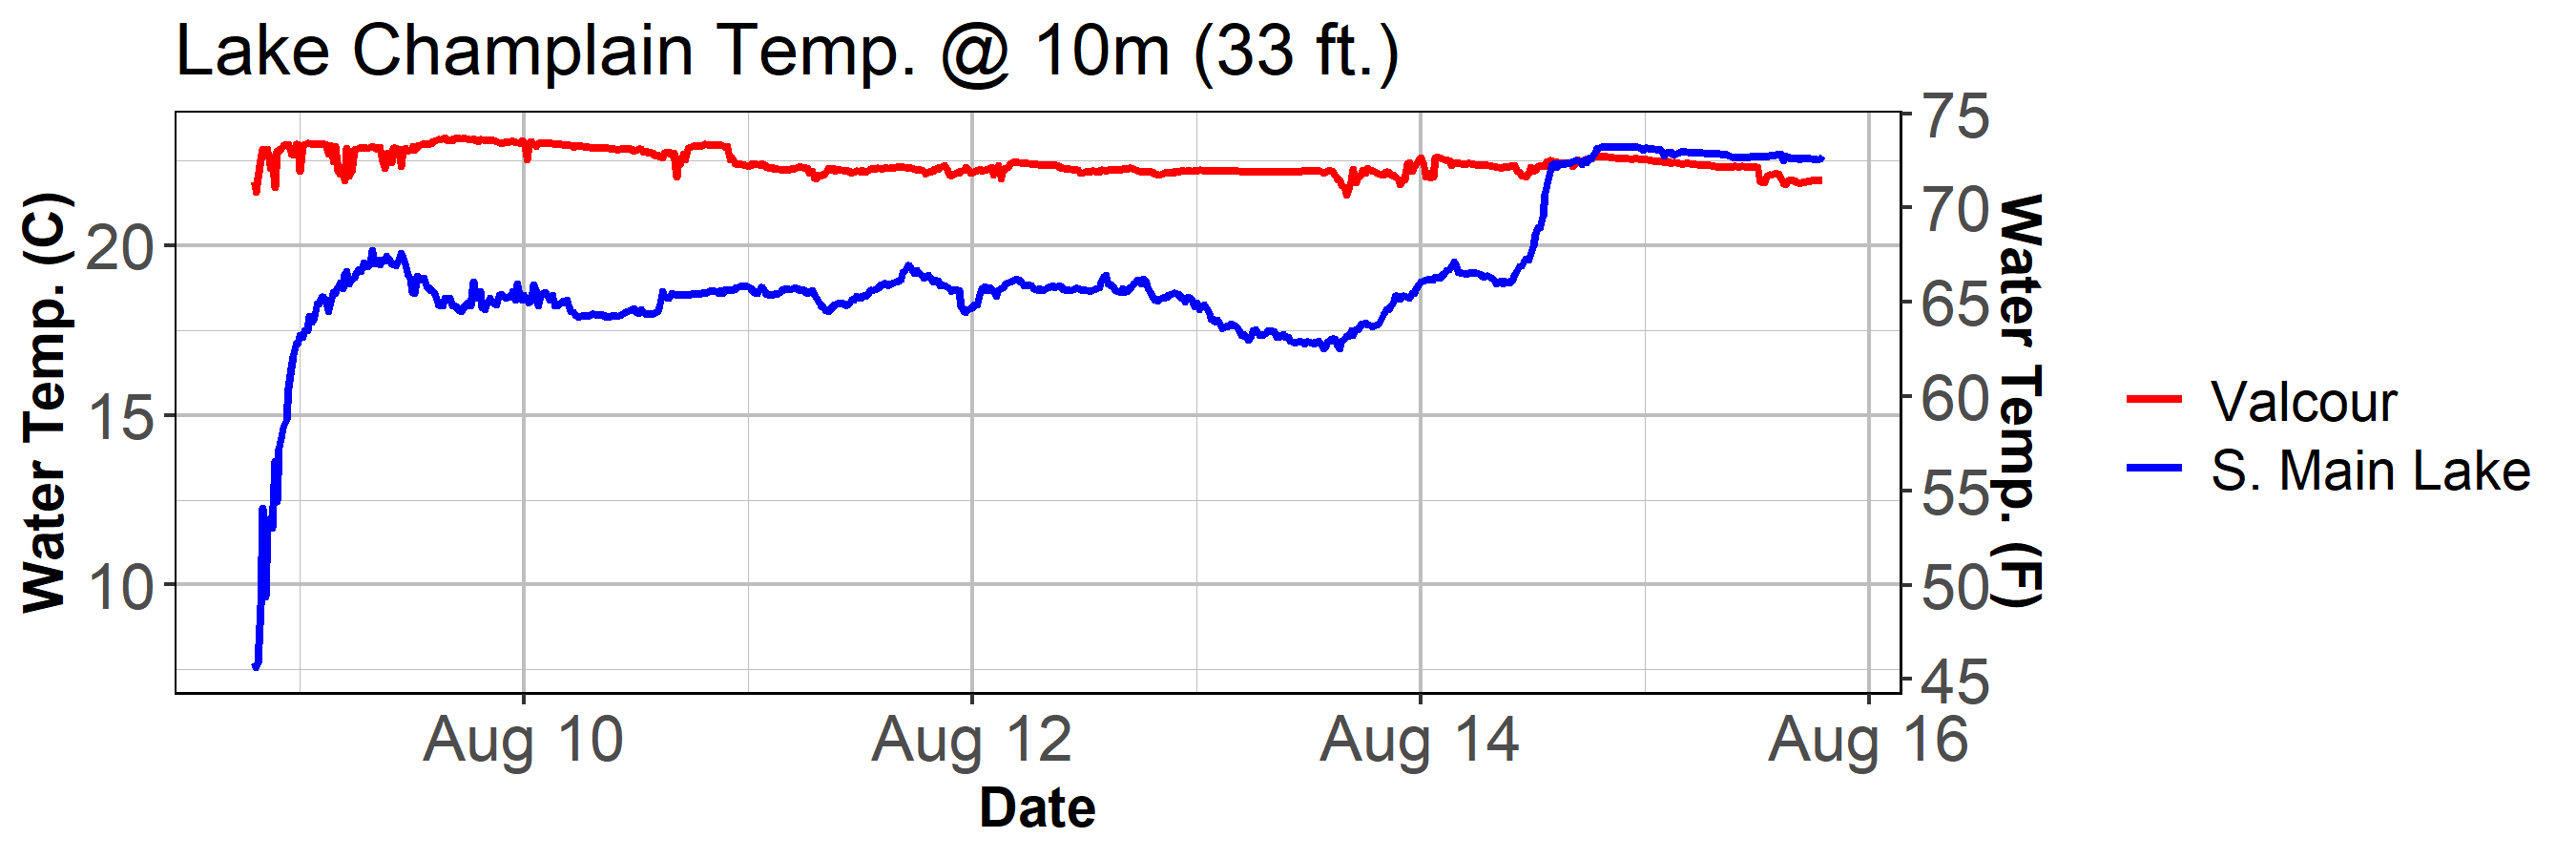 Lake Champlain Temp. @ 10m (33 ft.)
Water Temp. (C)
20
15
10
75
70
65
60
55
50
45
Water Temp. (F)
Aug 10
Aug 12
Aug 14
Aug 16
Date
Valcour
S. Main Lake